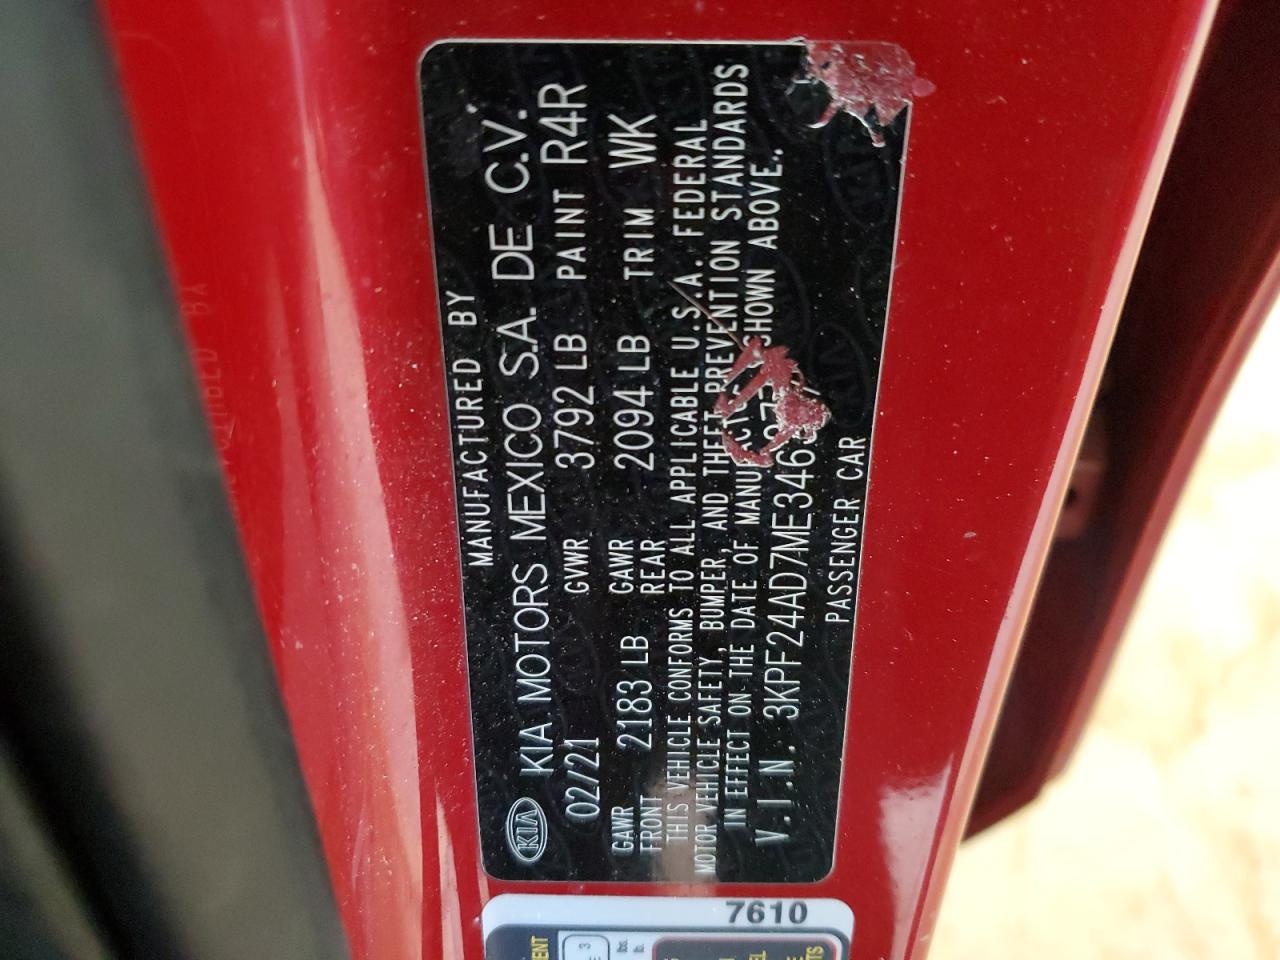 MANUFACTURED BY
KIA KIA MOTORS MEXICO S.A. DE C.V.
02/21 GVWR 3792 LB PAINT R4R
GAWR FRONT 2183 LB GAWR REAR 2094 LB TRIM WK
THIS VEHICLE CONFORMS TO ALL APPLICABLE U.S.A. FEDERAL
MOTOR VEHICLE SAFETY, BUMPER, AND THEFT PREVENTION STANDARDS
IN EFFECT ON THE DATE OF SHOWN ABOVE.
V.I.N.
PASSENGER CAR
7610